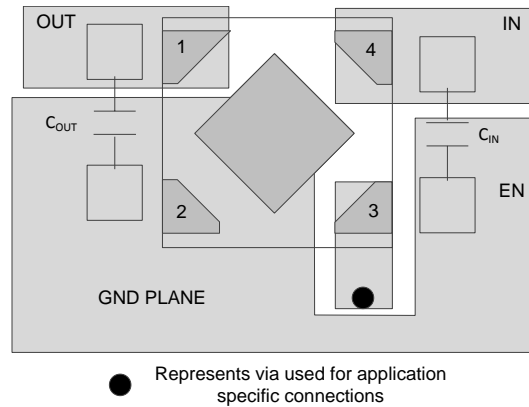 OUT
IN
1
4
COUT
CIN
2
3
EN
GND PLANE
Represents via used for application
specific connections